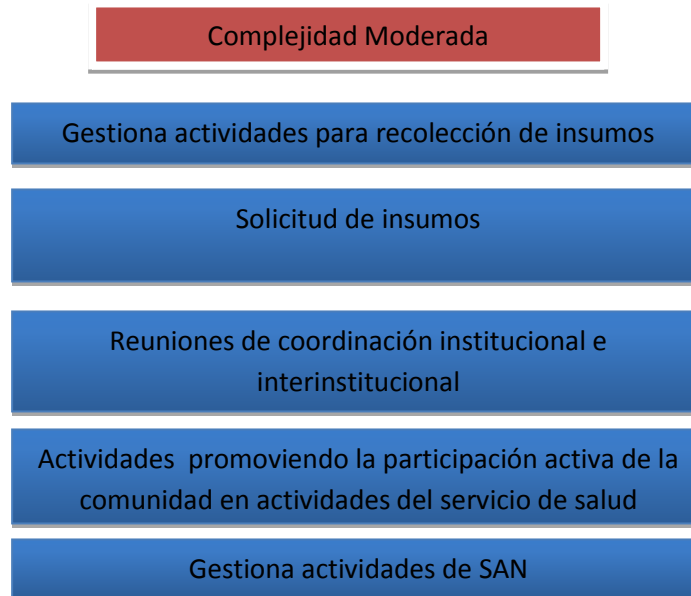 Complejidad Moderada
Gestiona actividades para recolección de insumos
Solicitud de insumos
Reuniones de coordinación institucional e
interinstitucional
Actividades  promoviendo la participación activa de la
comunidad en actividades del servicio de salud
Gestiona actividades de SAN